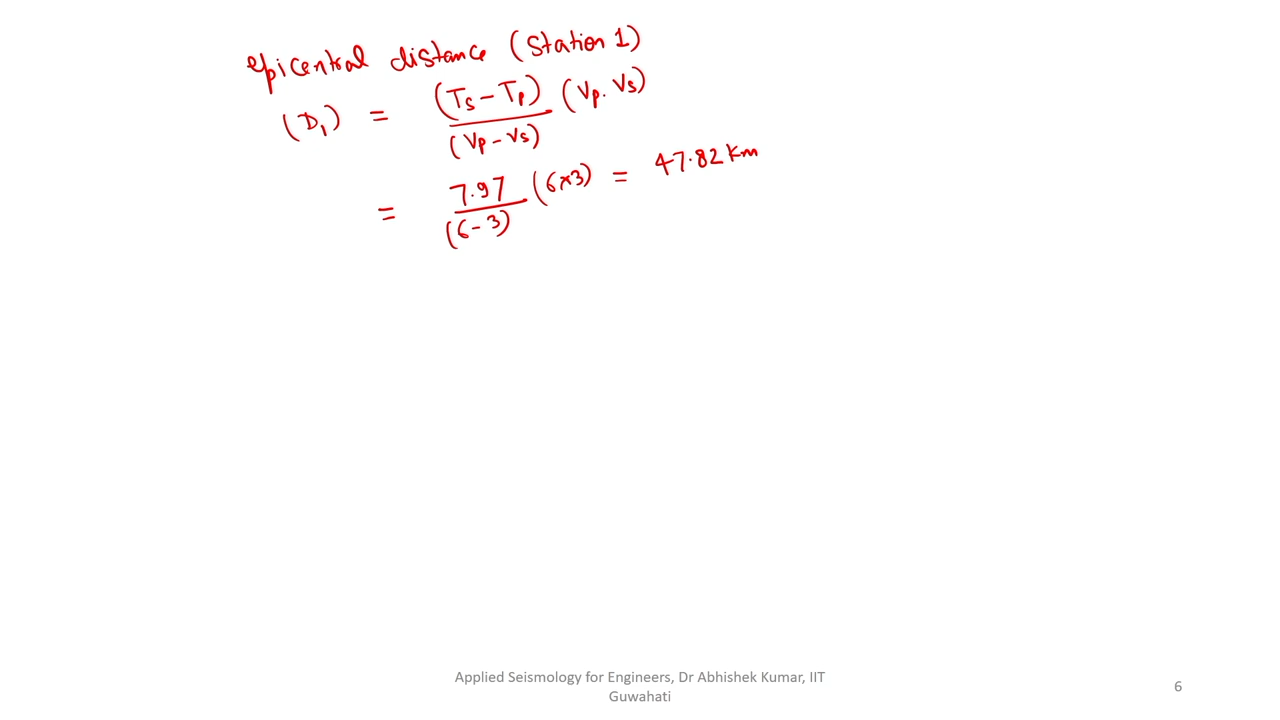 epicentral distance (Station 1)
(D₁) = (Ts - Tp) / (Vp - Vs) (Vp. Vs)
= 7.97 / (6-3) (6×3) = 47.82 Km
Applied Seismology for Engineers, Dr Abhishek Kumar, IIT
Guwahati
6